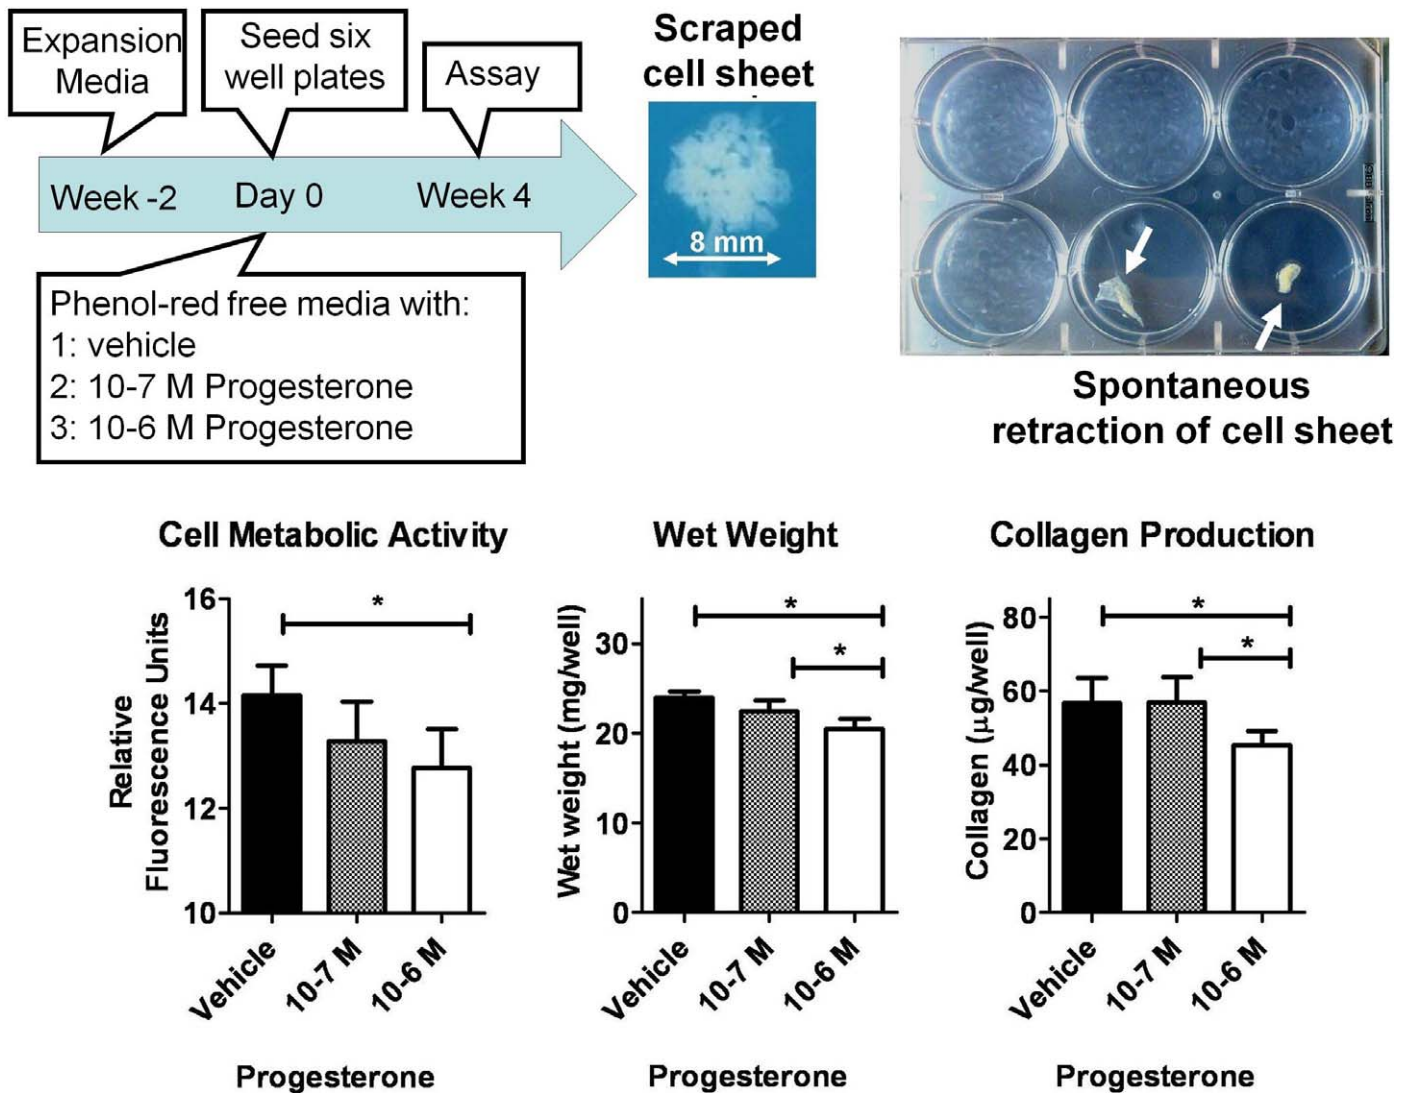 Expansion
Media
Seed six
well plates
Assay
Week -2
Day 0
Week 4
Phenol-red free media with:
1: vehicle
2: 10-7 M Progesterone
3: 10-6 M Progesterone
Scraped
cell sheet
8 mm
Spontaneous
retraction of cell sheet
Cell Metabolic Activity
Relative
Fluorescence Units
16
14
12
10
*
Vehicle
10-7 M
10-6 M
Progesterone
Wet Weight
Wet weight (mg/well)
30
20
10
0
*
*
Vehicle
10-7 M
10-6 M
Progesterone
Collagen Production
Collagen (μg/well)
80
60
40
20
0
*
*
Vehicle
10-7 M
10-6 M
Progesterone